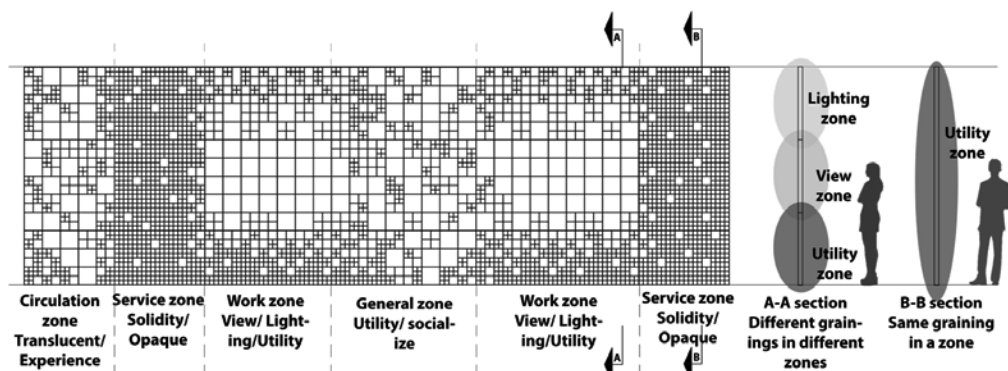 A
B
Lighting
zone
View
zone
Utility
zone
Utility
zone
Circulation
zone
Translucent/
Experience
Service zone
Solidity/
Opaque
Work zone
View/ Light-
ing/Utility
General zone
Utility/ social-
ize
Work zone
View/ Light-
ing/Utility
Service zone
Solidity/
Opaque
A-A section
Different grain-
ings in different
zones
B-B section
Same graining
in a zone
A
B